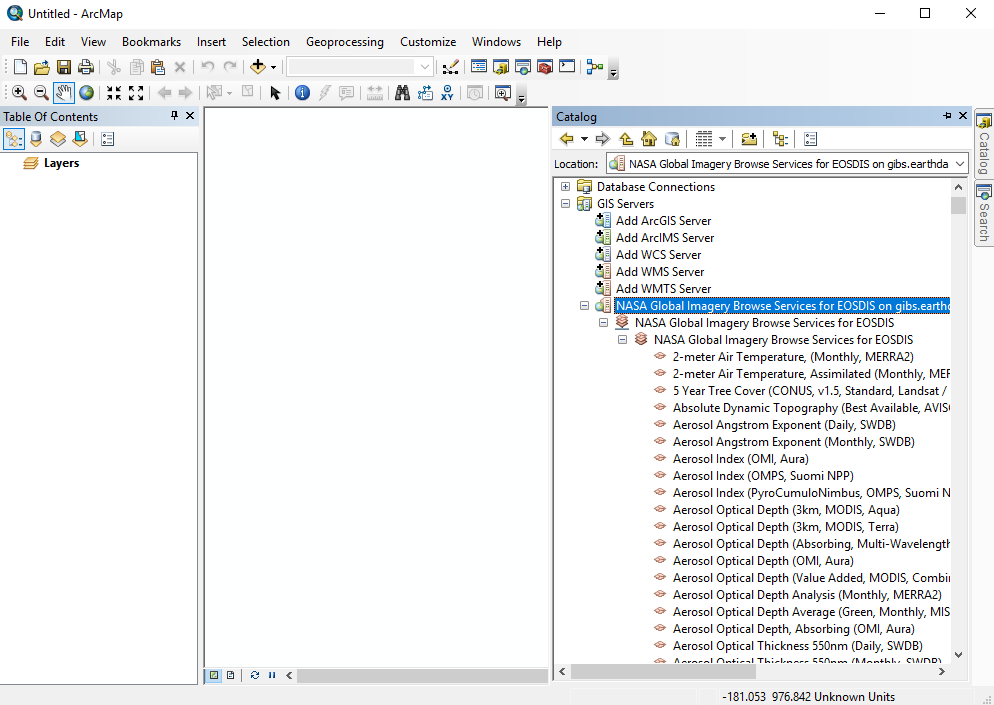 Untitled - ArcMap
File Edit View Bookmarks Insert Selection Geoprocessing Customize Windows Help
Table Of Contents
Layers
Catalog
Location: NASA Global Imagery Browse Services for EOSDIS on gibs.earthda
Database Connections
GIS Servers
Add ArcGIS Server
Add ArcIMS Server
Add WCS Server
Add WMS Server
Add WMTS Server
NASA Global Imagery Browse Services for EOSDIS on gibs.earthd
NASA Global Imagery Browse Services for EOSDIS
NASA Global Imagery Browse Services for EOSDIS
2-meter Air Temperature, (Monthly, MERRA2)
2-meter Air Temperature, Assimilated (Monthly, MER
5 Year Tree Cover (CONUS, v1.5, Standard, Landsat /
Absolute Dynamic Topography (Best Available, AVISO
Aerosol Angstrom Exponent (Daily, SWDB)
Aerosol Angstrom Exponent (Monthly, SWDB)
Aerosol Index (OMI, Aura)
Aerosol Index (OMPS, Suomi NPP)
Aerosol Index (PyroCumuloNimbus, OMPS, Suomi N
Aerosol Optical Depth (3km, MODIS, Aqua)
Aerosol Optical Depth (3km, MODIS, Terra)
Aerosol Optical Depth (Absorbing, Multi-Wavelength
Aerosol Optical Depth (OMI, Aura)
Aerosol Optical Depth (Value Added, MODIS, Combi
Aerosol Optical Depth Analysis (Monthly, MERRA2)
Aerosol Optical Depth Average (Green, Monthly, MIS
Aerosol Optical Depth, Absorbing (OMI, Aura)
Aerosol Optical Thickness 550nm (Daily, SWDB)
Aerosol Optical Thickness 550nm (Monthly, SWDB)
Catalog
Search
-181.053 976.842 Unknown Units